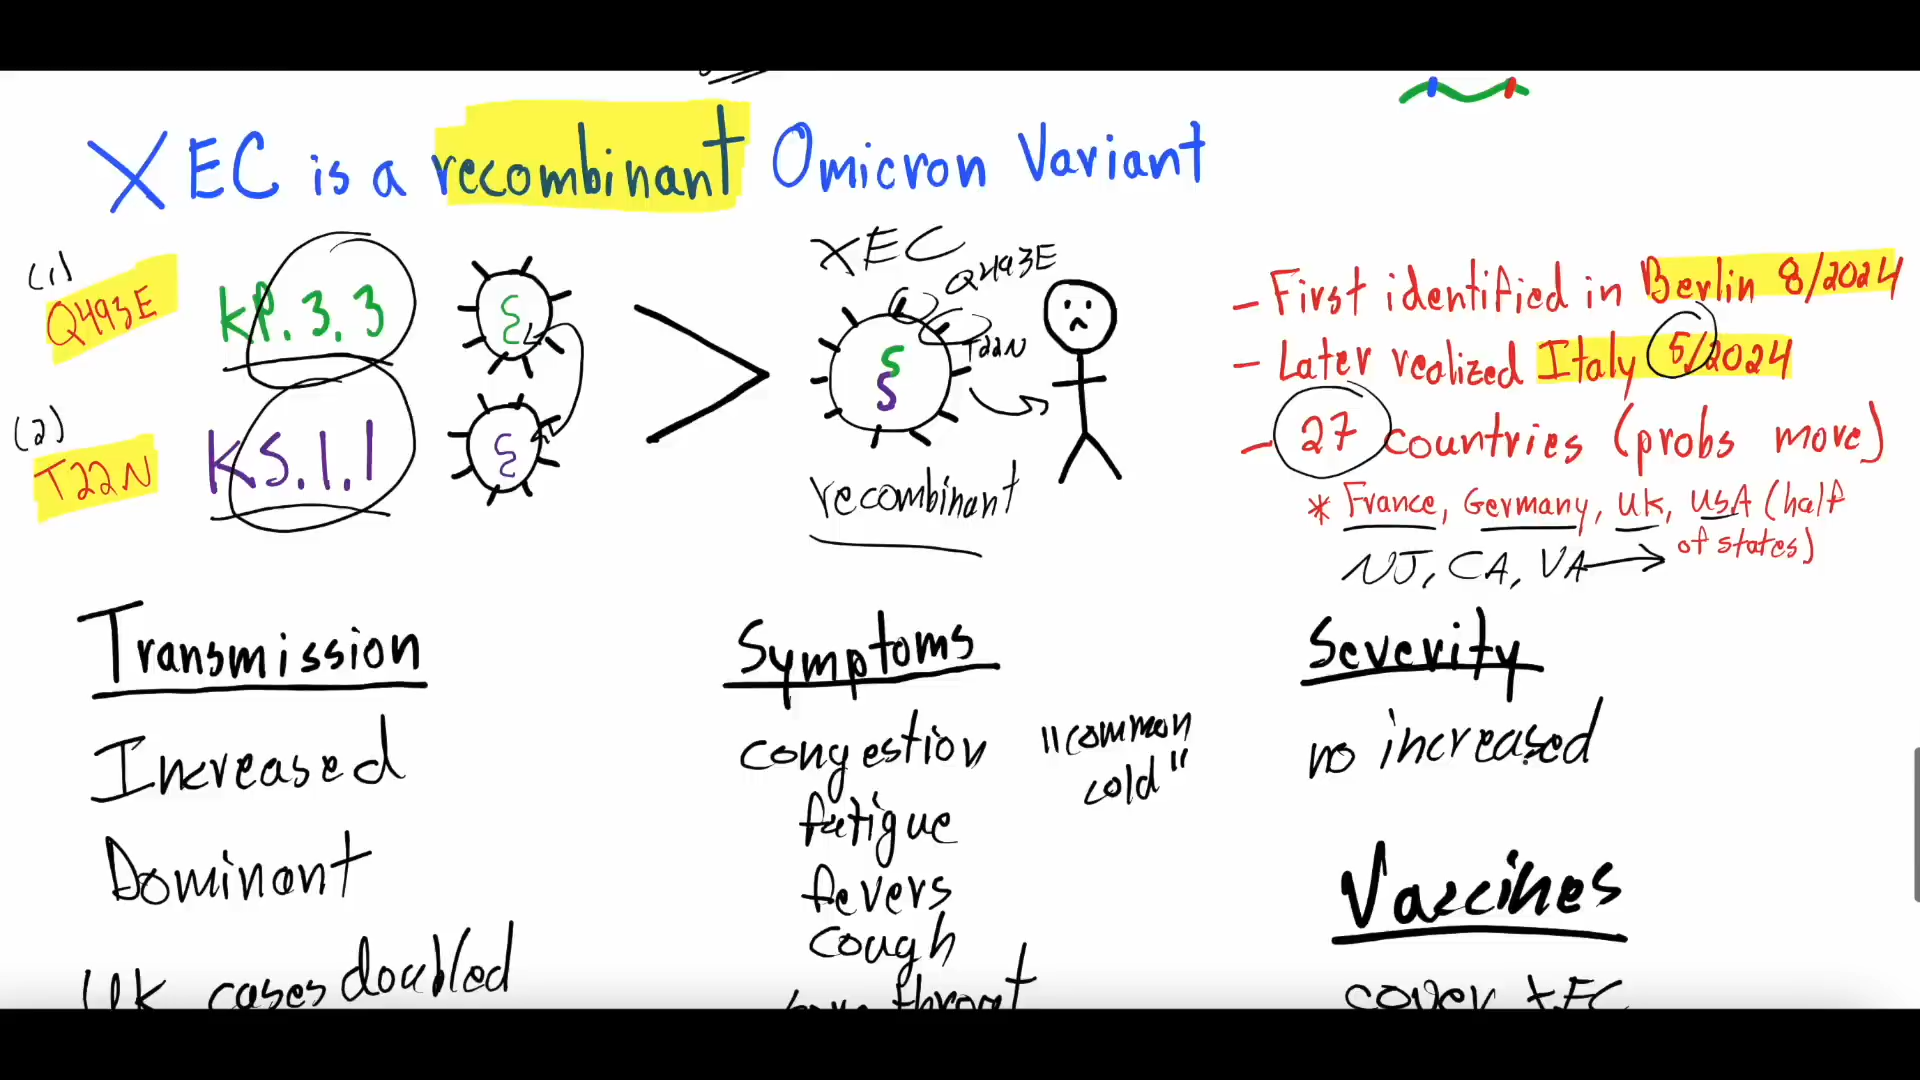 XEC is a recombinant Omicron Variant
(1)
Q493E
KP.3.3
(2)
T22N
KS.1.1
XEC
Q493E
T22N
recombinant
- First identified in Berlin 8/2024
- Later realized Italy 5/2024
- 27 countries (probs more)
* France, Germany, UK, USA (half
of states)
NJ, CA, VA
Transmission
Increased
Dominant
UK cases doubled
Symptoms
congestion
"common
cold"
fatigue
fevers
cough
sore throat
Severity
no increased
Vaccines
cover XEC